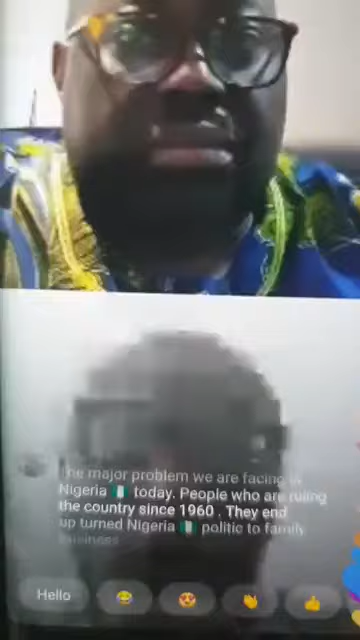 The major problem we are facing in
Nigeria 🇳🇬 today. People who are ruling
the country since 1960 . They end
up turned Nigeria 🇳🇬 politic to family
business
Hello